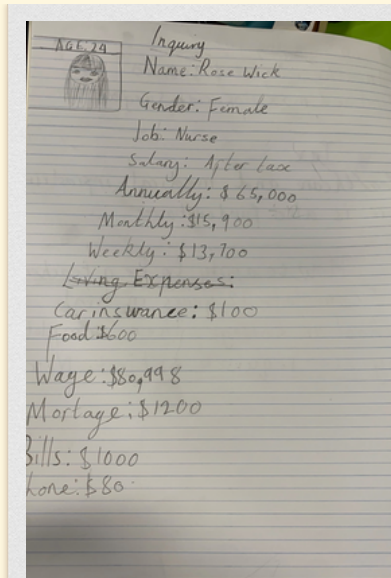 AGE 24
Inquiry
Name: Rose Wick
Gender: Female
Job: Nurse
Salary: After tax
Annually: $65,000
Monthly: $15,900
Weekly: $13,700
Living Expenses:
Car insurance: $100
Food: $600
Wage: $80,998
Mortage: $1200
Bills: $1000
hone: $80